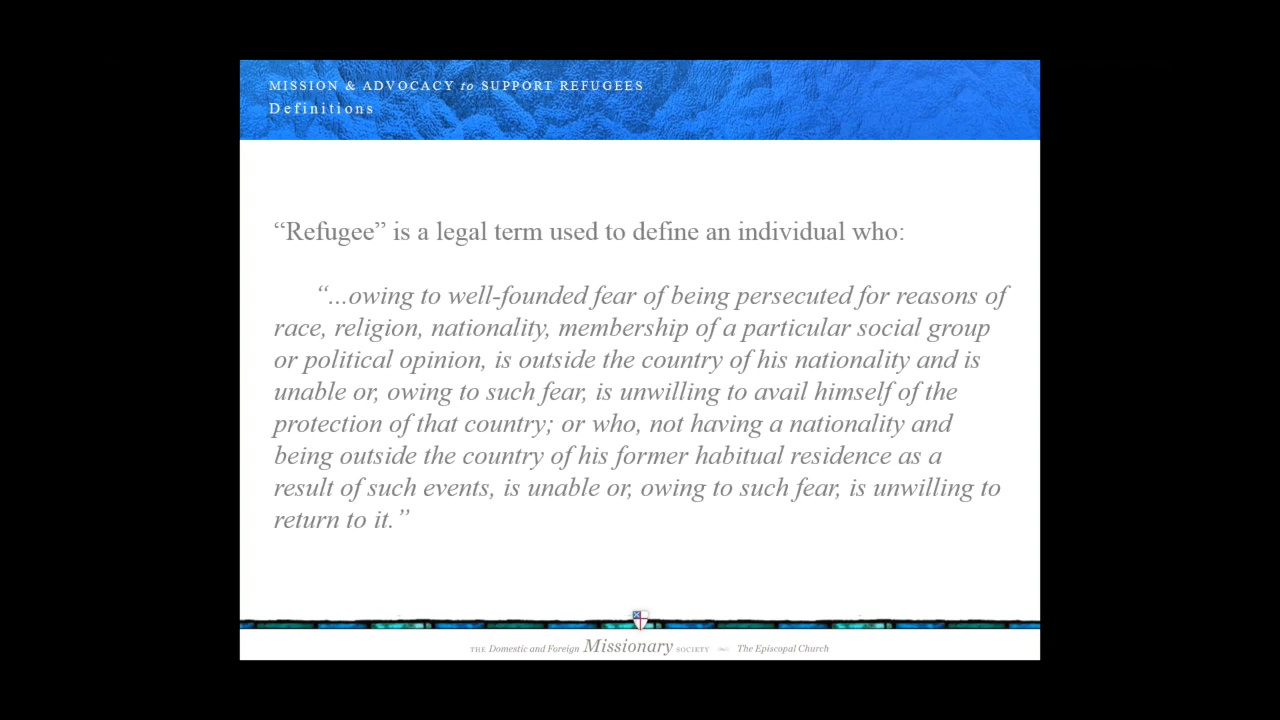 MISSION & ADVOCACY to SUPPORT REFUGEES
Definitions
“Refugee” is a legal term used to define an individual who:
“...owing to well-founded fear of being persecuted for reasons of
race, religion, nationality, membership of a particular social group
or political opinion, is outside the country of his nationality and is
unable or, owing to such fear, is unwilling to avail himself of the
protection of that country; or who, not having a nationality and
being outside the country of his former habitual residence as a
result of such events, is unable or, owing to such fear, is unwilling to
return to it.”
THE Domestic and Foreign Missionary SOCIETY The Episcopal Church